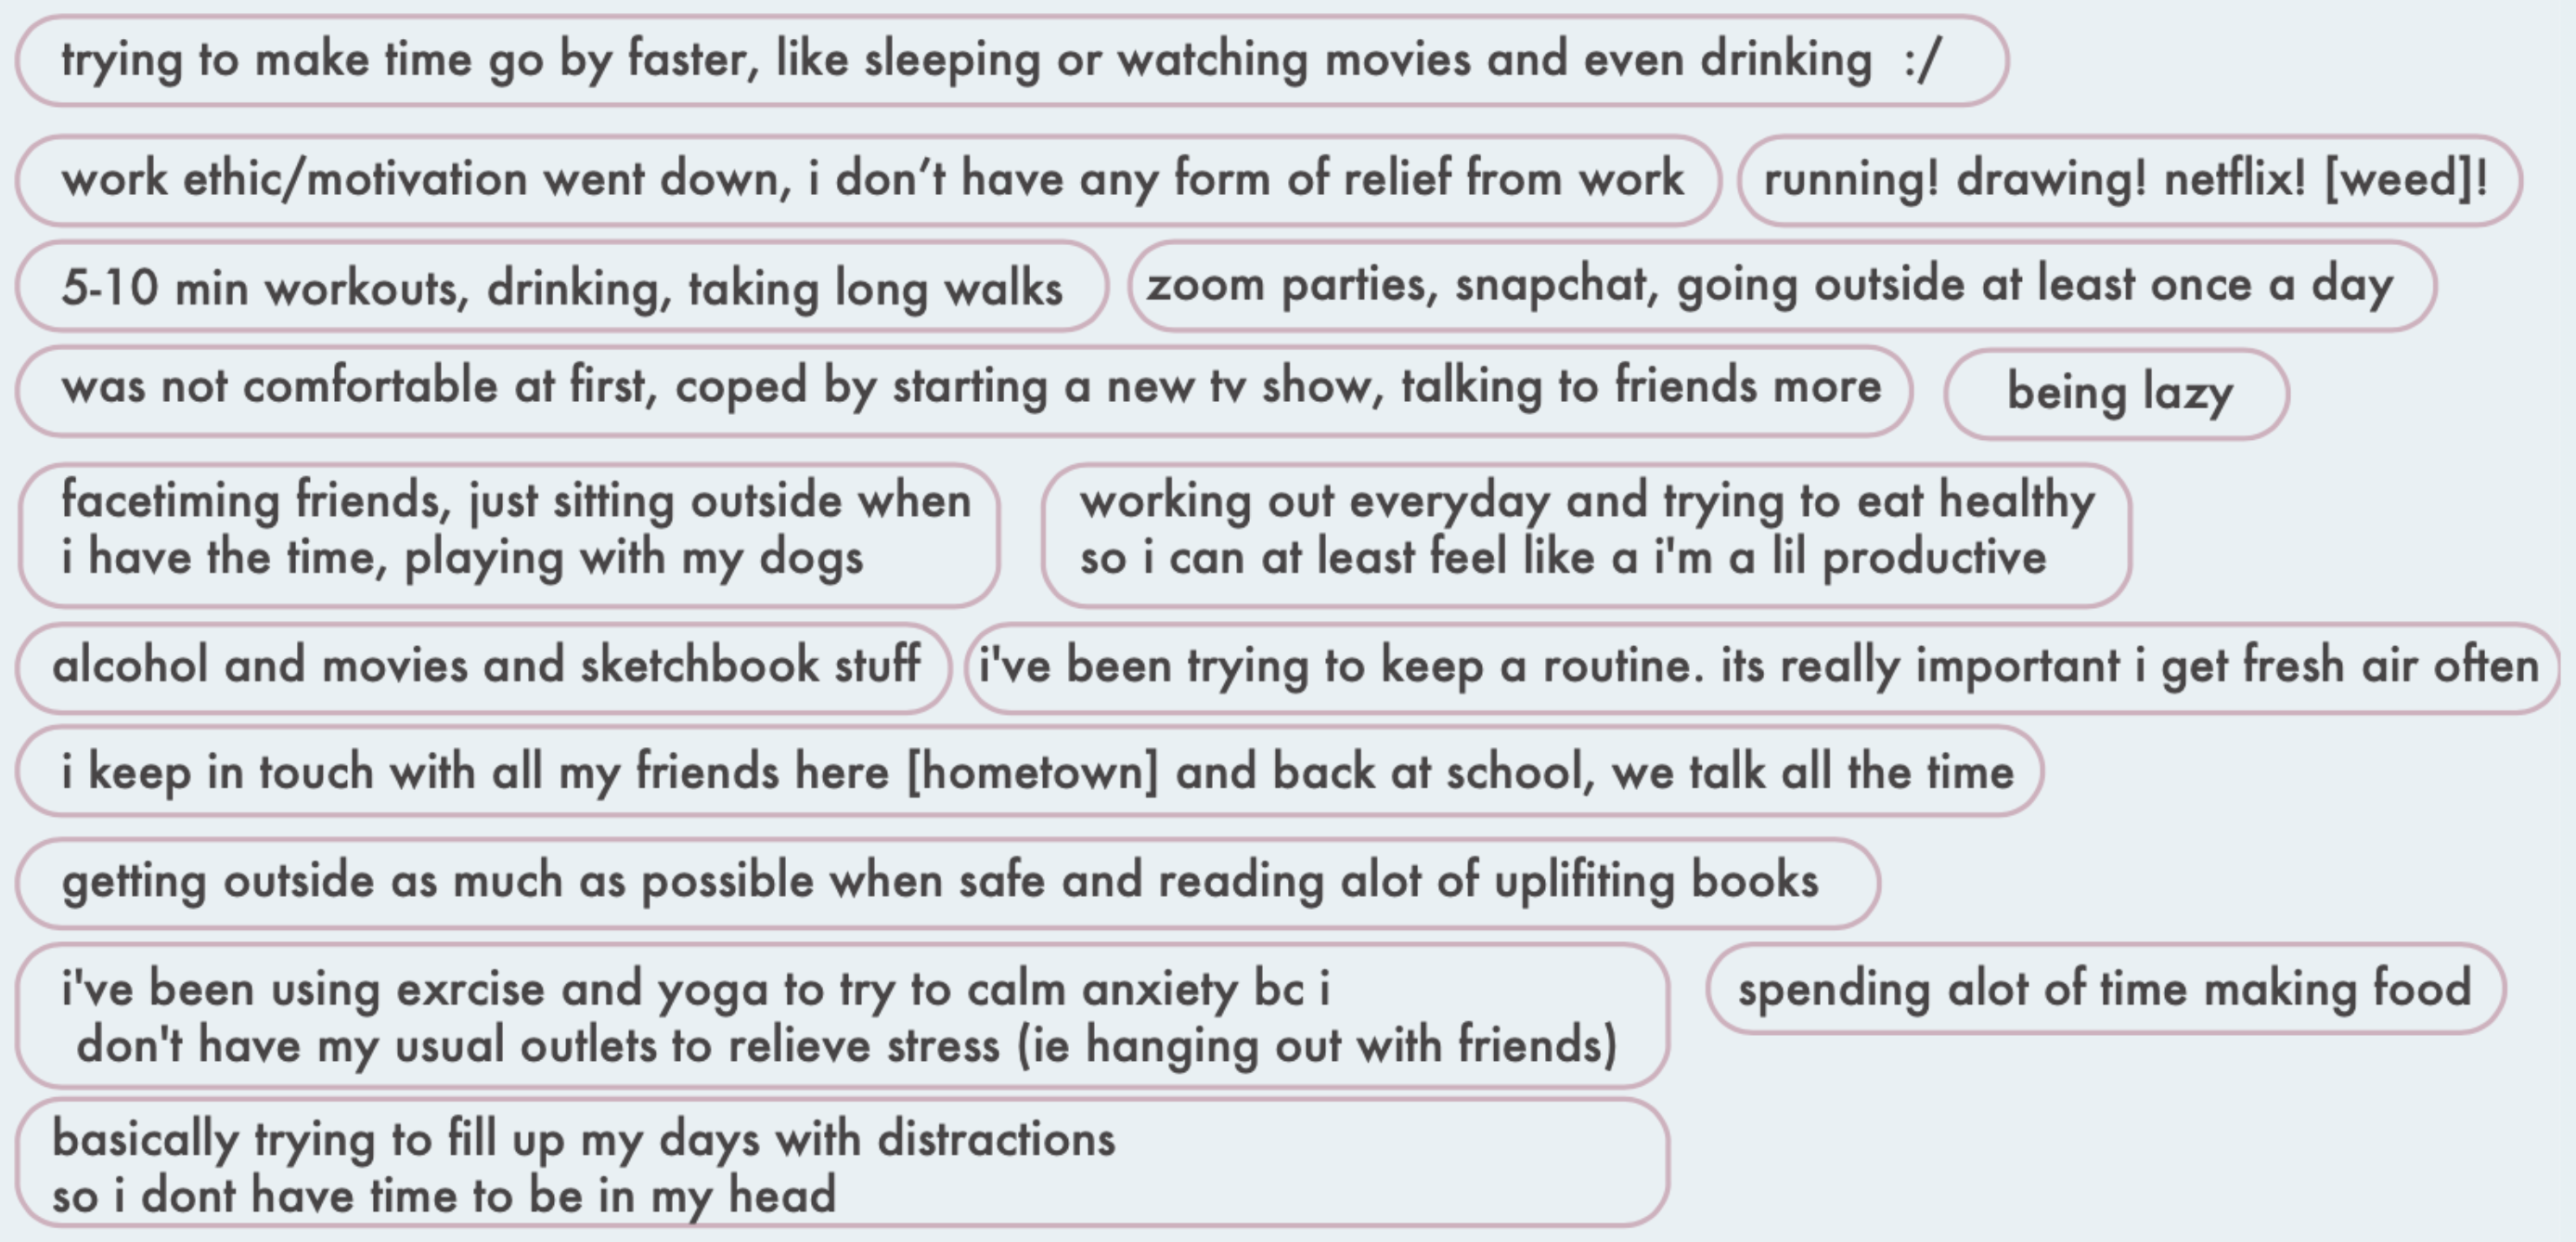 trying to make time go by faster, like sleeping or watching movies and even drinking :/
work ethic/motivation went down, i don’t have any form of relief from work
running! drawing! netflix! [weed]!
5-10 min workouts, drinking, taking long walks
zoom parties, snapchat, going outside at least once a day
was not comfortable at first, coped by starting a new tv show, talking to friends more
being lazy
facetiming friends, just sitting outside when
i have the time, playing with my dogs
working out everyday and trying to eat healthy
so i can at least feel like a i'm a lil productive
alcohol and movies and sketchbook stuff
i've been trying to keep a routine. its really important i get fresh air often
i keep in touch with all my friends here [hometown] and back at school, we talk all the time
getting outside as much as possible when safe and reading alot of uplifiting books
i've been using exrcise and yoga to try to calm anxiety bc i
don't have my usual outlets to relieve stress (ie hanging out with friends)
spending alot of time making food
basically trying to fill up my days with distractions
so i dont have time to be in my head